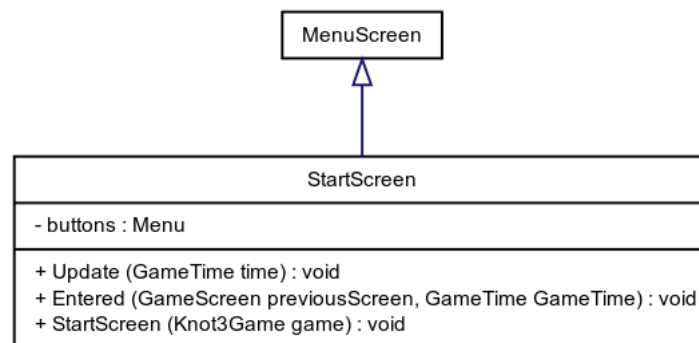 MenuScreen
StartScreen
- buttons : Menu
+ Update (GameTime time) : void
+ Entered (GameScreen previousScreen, GameTime GameTime) : void
+ StartScreen (Knot3Game game) : void